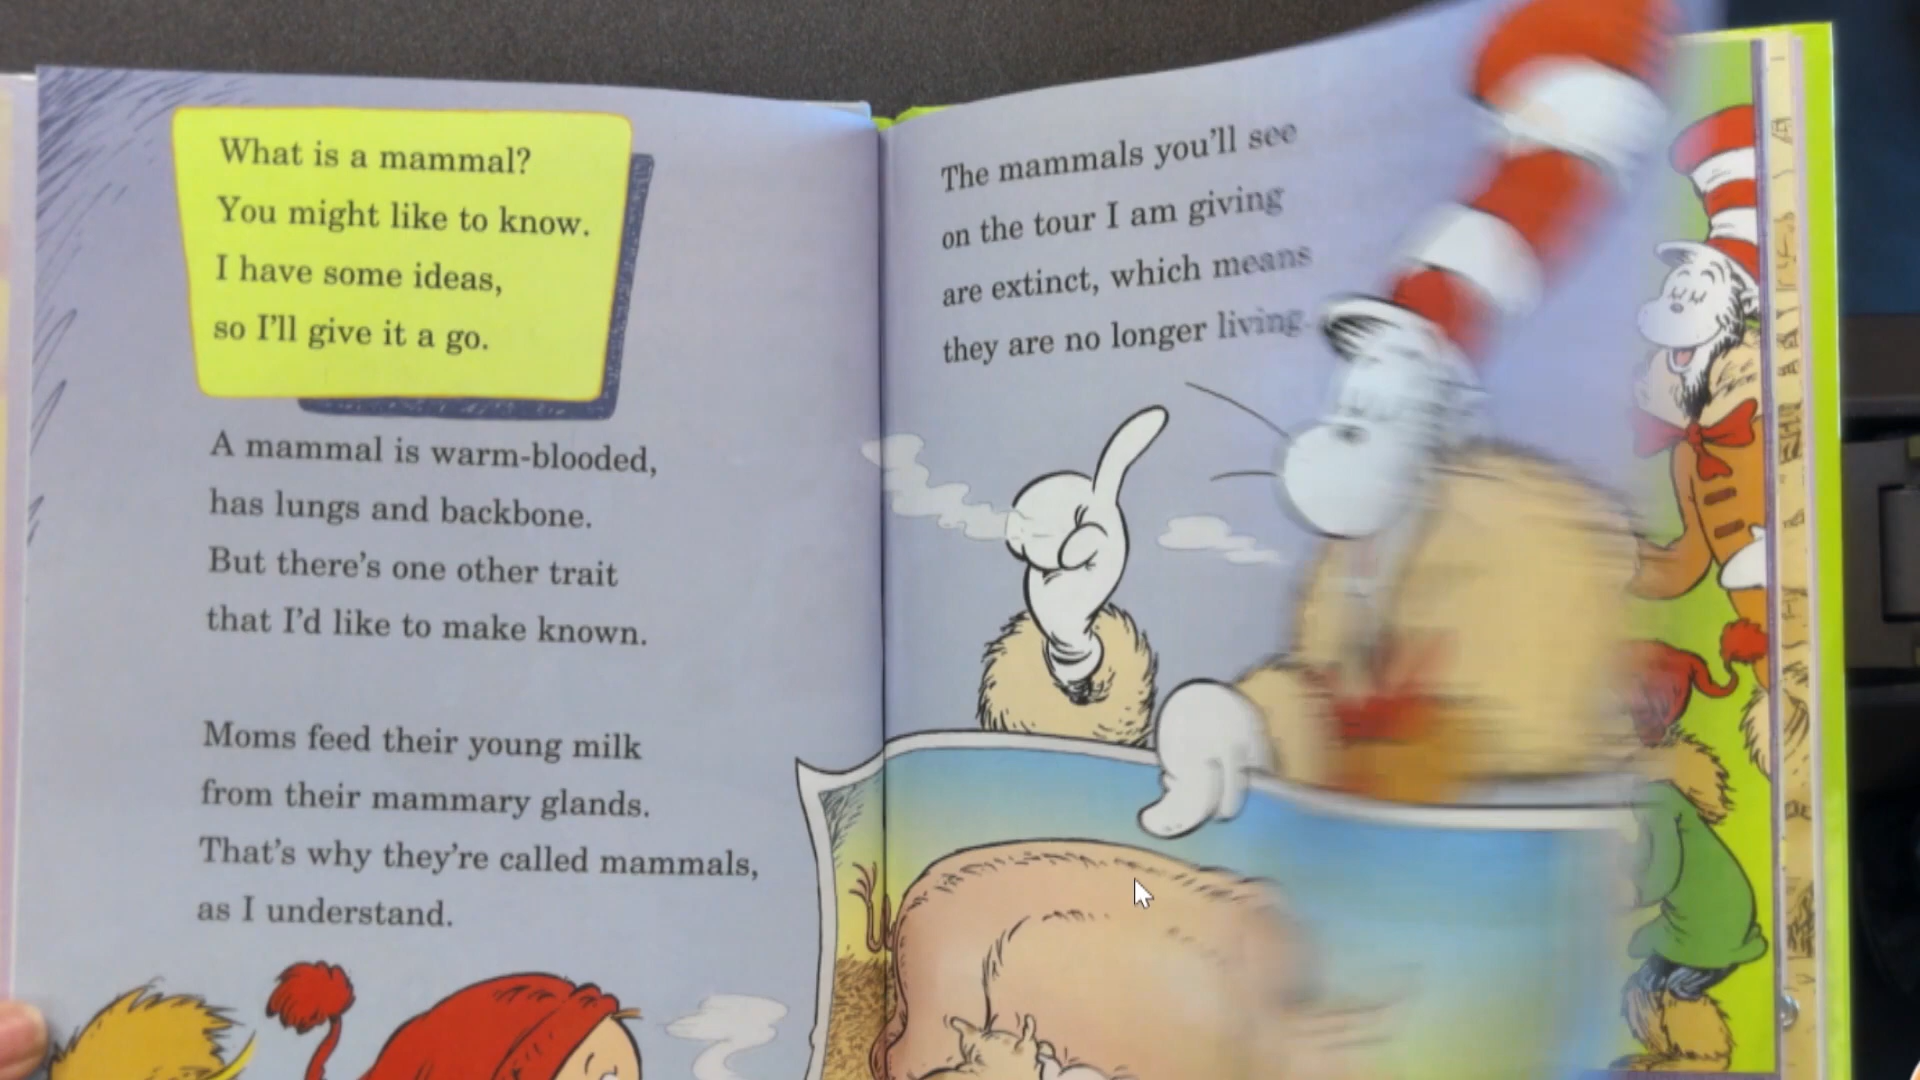 What is a mammal?
You might like to know.
I have some ideas,
so I'll give it a go.
A mammal is warm-blooded,
has lungs and backbone.
But there's one other trait
that I'd like to make known.
Moms feed their young milk
from their mammary glands.
That's why they're called mammals,
as I understand.
The mammals you'll see
on the tour I am giving
are extinct, which means
they are no longer living.